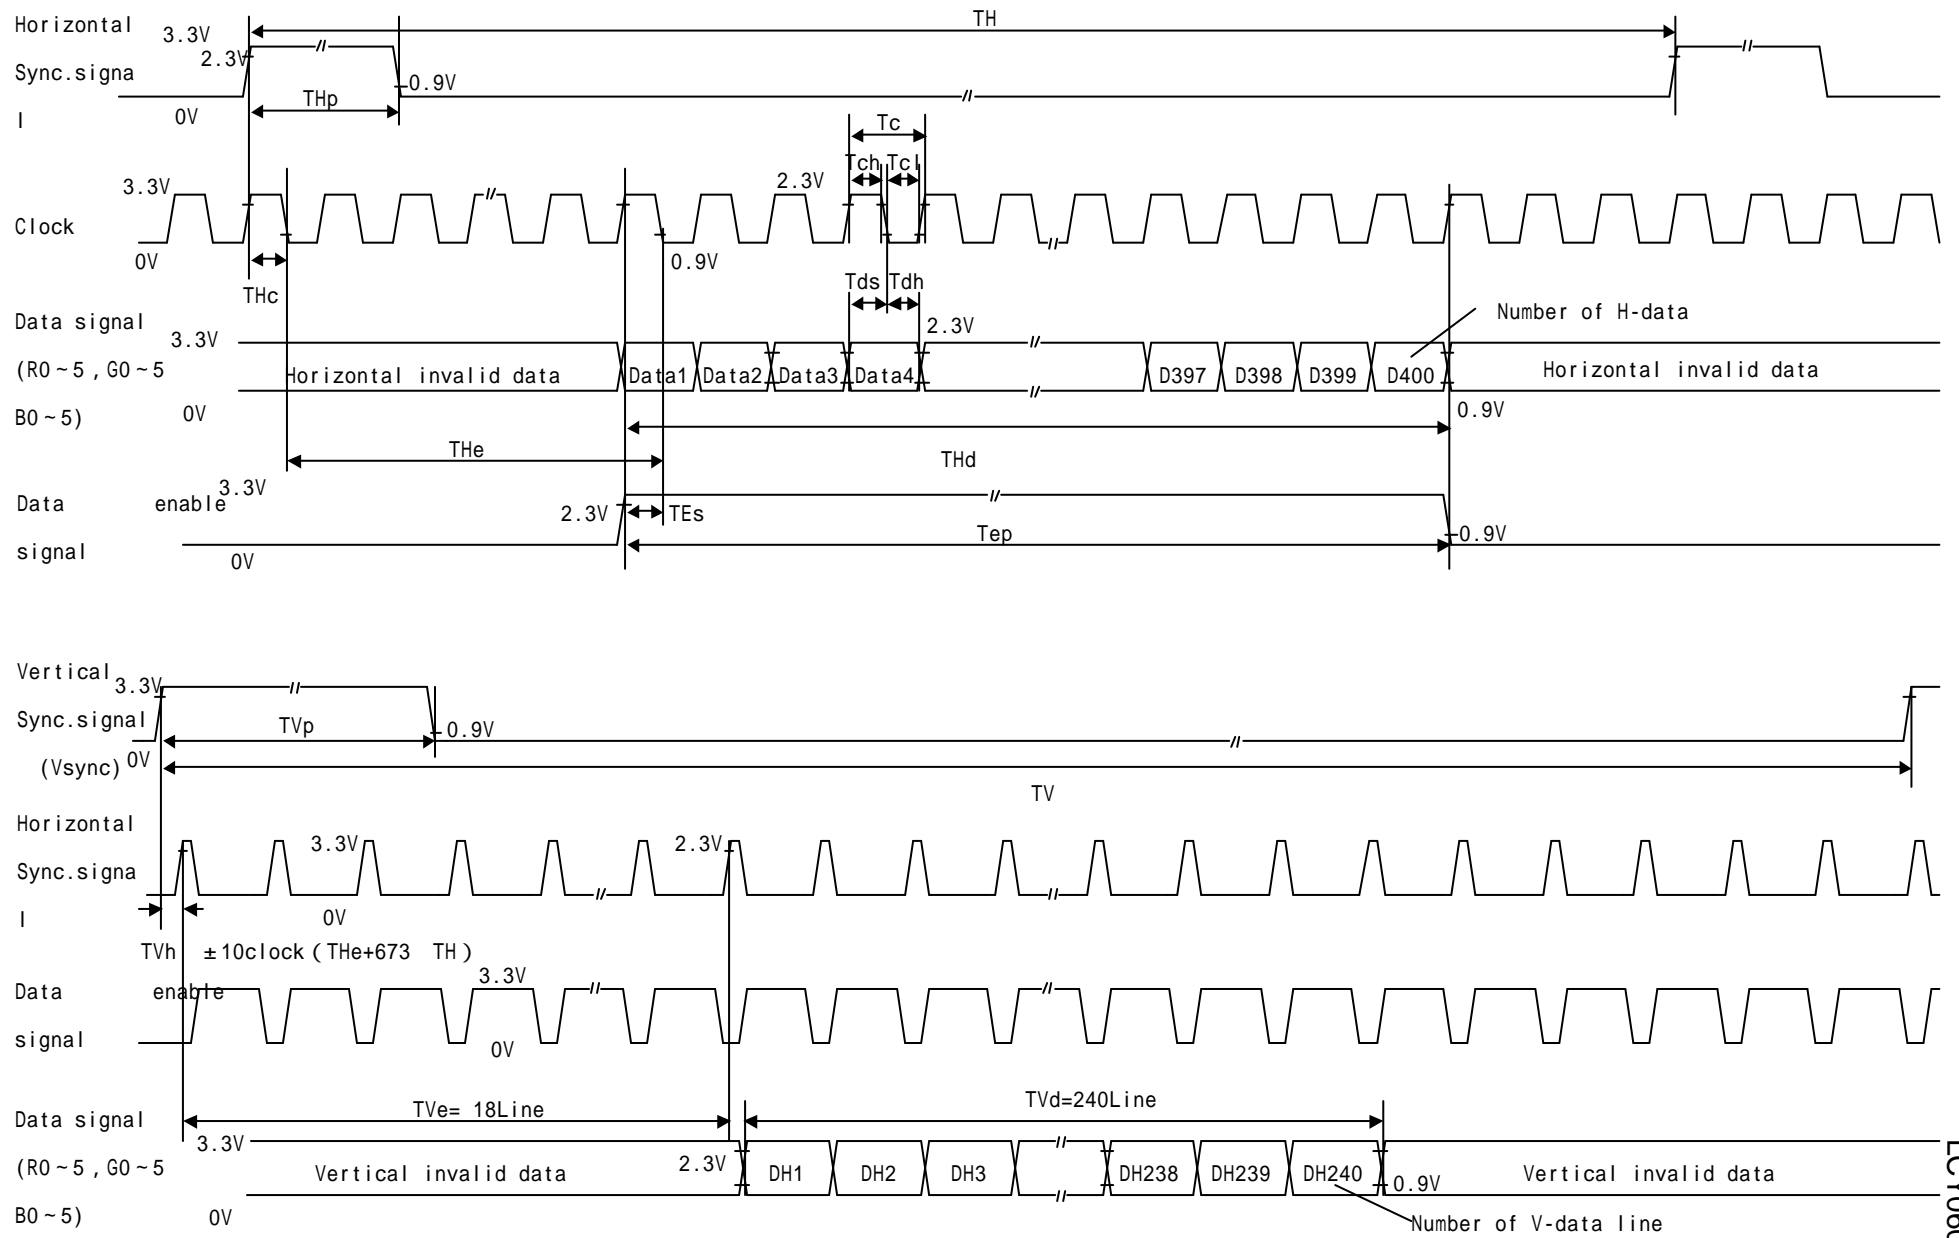 Horizontal
Sync.signa
l
3.3V
2.3V
0V
TH
THp
0.9V
Tc
Tch Tcl
Clock
3.3V
2.3V
0V
THc
0.9V
Tds Tdh
Data signal
(R0~5,G0~5
B0~5)
3.3V
2.3V
Number of H-data
Horizontal invalid data
Data1 Data2 Data3 Data4
D397 D398 D399 D400
Horizontal invalid data
0V
0.9V
THe
THd
Data enable
signal
3.3V
2.3V
TEs
Tep
0.9V
0V
Vertical
Sync.signal
(Vsync)
3.3V
TVp
0.9V
0V
TV
Horizontal
Sync.signa
l
3.3V
2.3V
0V
TVh ±10clock(THe+673 TH)
Data enable
signal
3.3V
0V
TVe= 18Line
TVd=240Line
Data signal
(R0~5,G0~5
B0~5)
3.3V
Vertical invalid data
2.3V
DH1 DH2 DH3
DH238 DH239 DH240
0.9V
Vertical invalid data
0V
Number of V-data line